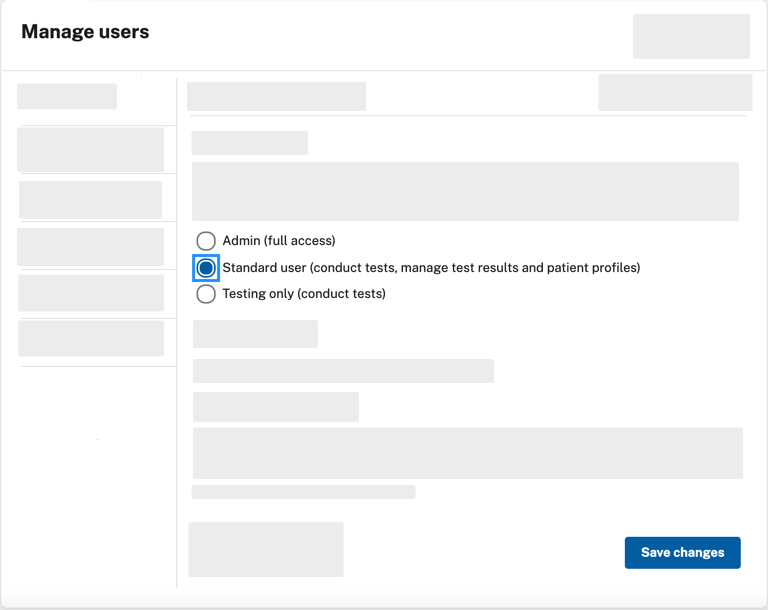 Manage users
Admin (full access)
Standard user (conduct tests, manage test results and patient profiles)
Testing only (conduct tests)
Save changes